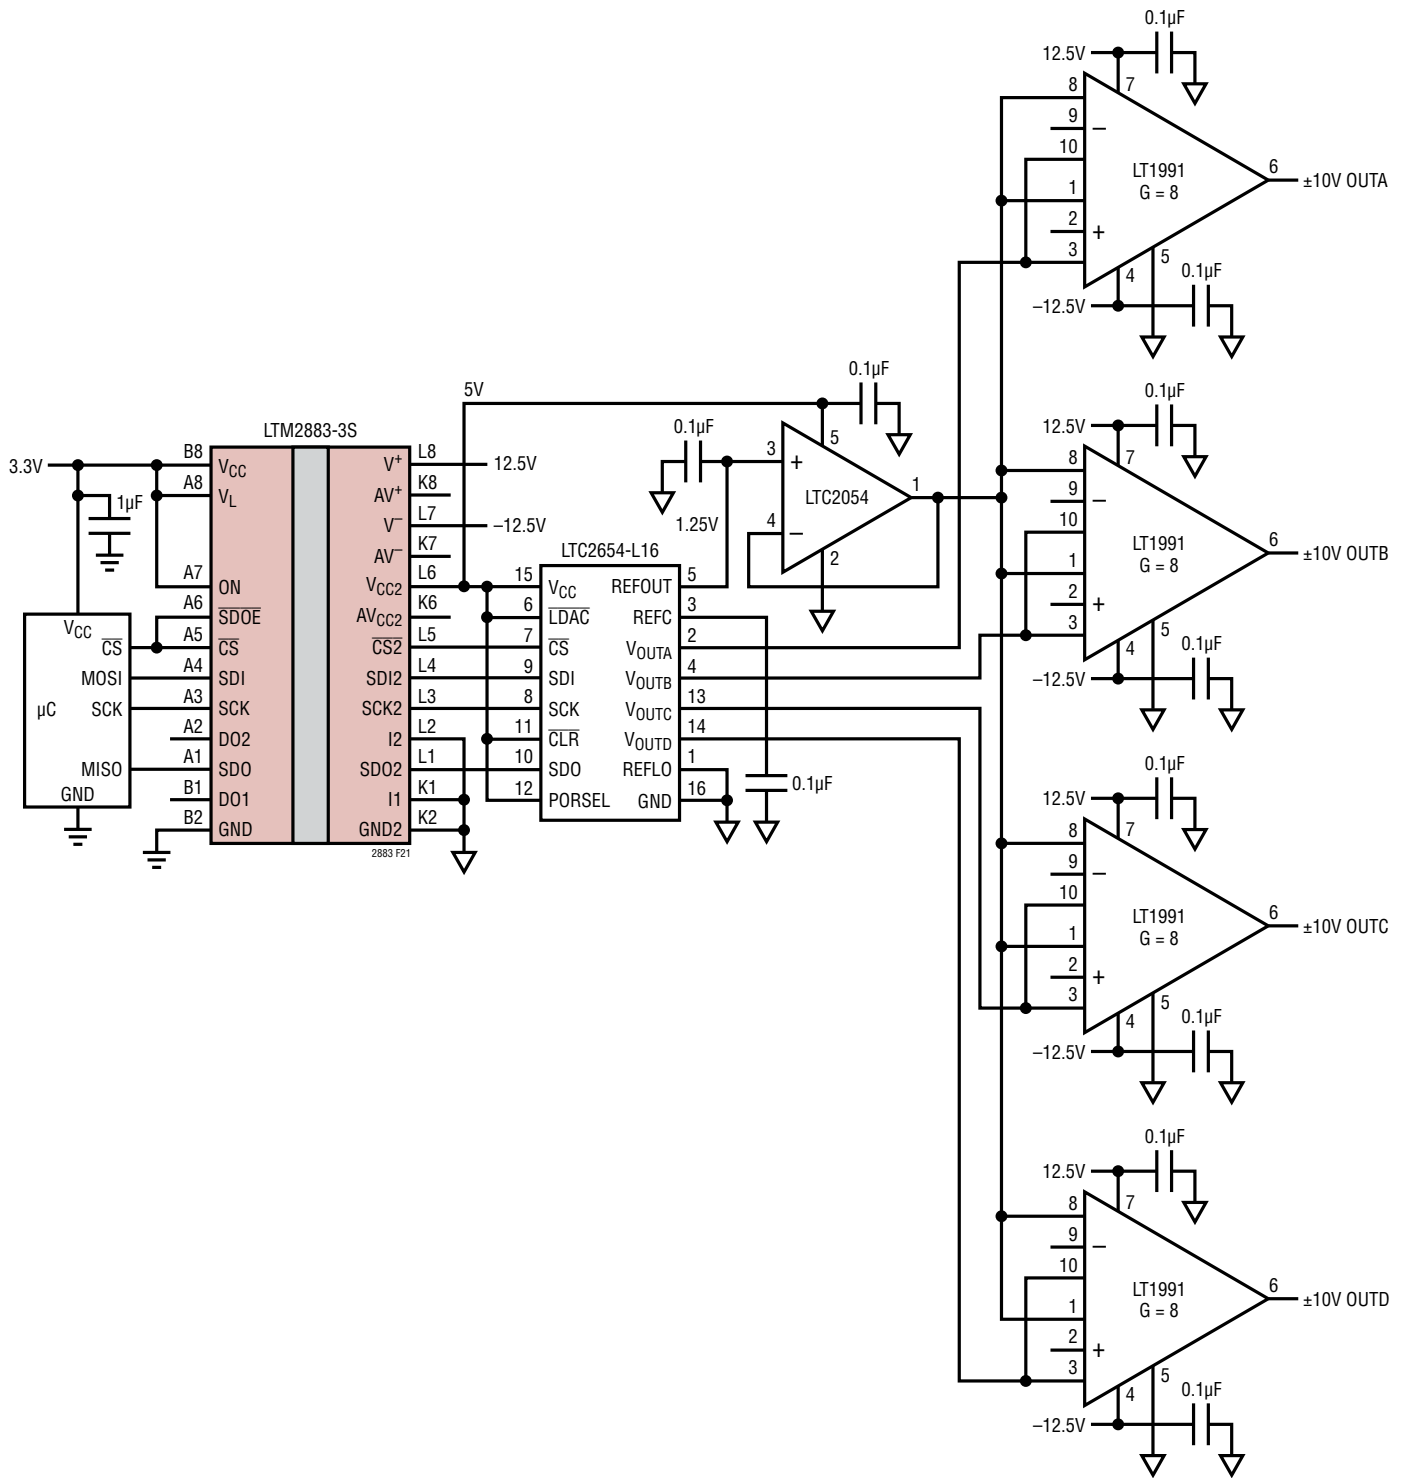 LTM2883-3S
3.3V
1µF
B8
A8
A7
A6
A5
A4
A3
A2
A1
B1
B2
VCC
VL
ON
SDOE
CS
SDI
SCK
DO2
SDO
DO1
GND
VCC
CS
MOSI
µC
SCK
MISO
GND
V+
AV+
V–
AV–
VCC2
AVCC2
CS2
SDI2
SCK2
I2
SDO2
I1
GND2
L8
K8
L7
K7
L6
K6
L5
L4
L3
L2
L1
K1
K2
12.5V
–12.5V
5V
2883 F21
LTC2654-L16
15
6
7
9
8
11
10
12
VCC
LDAC
CS
SDI
SCK
CLR
SDO
PORSEL
REFOUT
REFC
VOUTA
VOUTB
VOUTC
VOUTD
REFLO
GND
5
3
2
4
13
14
1
16
0.1µF
1.25V
0.1µF
0.1µF
3
+
4
–
5
2
1
LTC2054
0.1µF
12.5V
8
7
9
–
10
LT1991
G = 8
6
±10V OUTA
1
2
+
3
5
4
0.1µF
–12.5V
0.1µF
12.5V
8
7
9
–
10
LT1991
G = 8
6
±10V OUTB
1
2
+
3
5
4
0.1µF
–12.5V
0.1µF
12.5V
8
7
9
–
10
LT1991
G = 8
6
±10V OUTC
1
2
+
3
5
4
0.1µF
–12.5V
0.1µF
12.5V
8
7
9
–
10
LT1991
G = 8
6
±10V OUTD
1
2
+
3
5
4
0.1µF
–12.5V